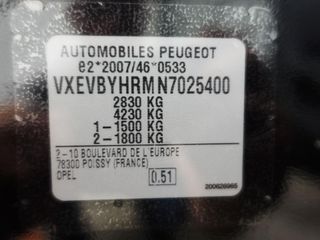 AUTOMOBILES PEUGEOT
e2*2007/46*0533
VXEVBYHRMN7025400
2830 KG
4230 KG
1-1500 KG
2-1800 KG
2-10 BOULEVARD DE L'EUROPE
78300 POISSY (FRANCE)
OPEL 0.51
200626965